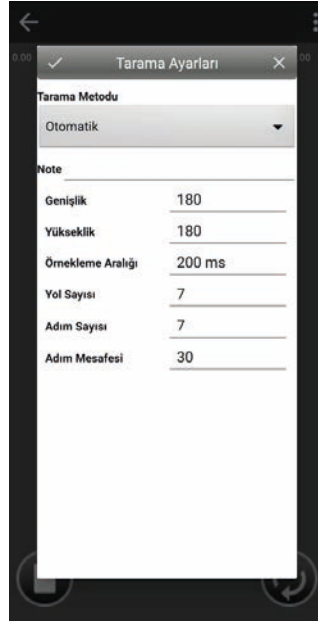 0.00
Tarama Ayarları
00
Tarama Metodu
Otomatik
Note
Genişlik 180
Yükseklik 180
Örnekleme Aralığı 200 ms
Yol Sayısı 7
Adım Sayısı 7
Adım Mesafesi 30